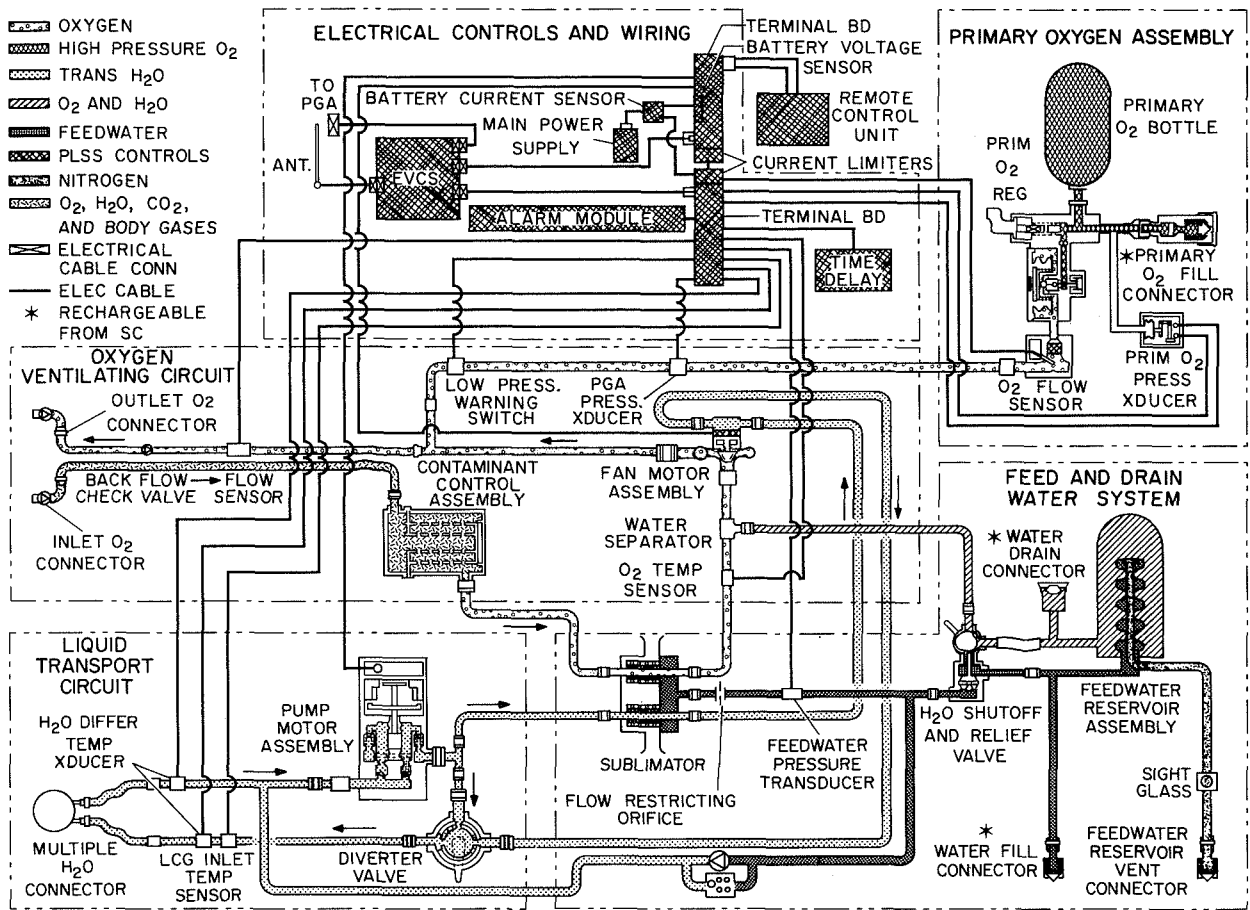 OXYGEN
HIGH PRESSURE O2
TRANS H2O
O2 AND H2O
FEEDWATER
PLSS CONTROLS
NITROGEN
O2, H2O, CO2,
AND BODY GASES
ELECTRICAL
CABLE CONN
ELEC CABLE
* RECHARGEABLE
FROM SC
ELECTRICAL CONTROLS AND WIRING
TO
PGA
ANT.
EVCS
BATTERY CURRENT SENSOR
MAIN POWER
SUPPLY
TERMINAL BD
BATTERY VOLTAGE
SENSOR
REMOTE
CONTROL
UNIT
CURRENT LIMITERS
ALARM MODULE
TERMINAL BD
TIME
DELAY
PRIMARY OXYGEN ASSEMBLY
PRIMARY
O2 BOTTLE
PRIM
O2
REG
*PRIMARY
O2 FILL
CONNECTOR
PRIM O2
PRESS
XDUCER
O2 FLOW
SENSOR
OXYGEN
VENTILATING CIRCUIT
OUTLET O2
CONNECTOR
LOW PRESS.
WARNING
SWITCH
PGA
PRESS.
XDUCER
BACK FLOW
CHECK VALVE
FLOW
SENSOR
CONTAMINANT
CONTROL
ASSEMBLY
FAN MOTOR
ASSEMBLY
INLET O2
CONNECTOR
WATER
SEPARATOR
O2 TEMP
SENSOR
FEED AND DRAIN
WATER SYSTEM
* WATER
DRAIN
CONNECTOR
LIQUID
TRANSPORT
CIRCUIT
H2O DIFFER
TEMP
XDUCER
PUMP
MOTOR
ASSEMBLY
SUBLIMATOR
FEEDWATER
PRESSURE
TRANSDUCER
FLOW RESTRICTING
ORIFICE
H2O SHUTOFF
AND RELIEF
VALVE
FEEDWATER
RESERVOIR
ASSEMBLY
SIGHT
GLASS
MULTIPLE
H2O
CONNECTOR
LCG INLET
TEMP
SENSOR
DIVERTER
VALVE
*
WATER FILL
CONNECTOR
FEEDWATER
RESERVOIR
VENT
CONNECTOR